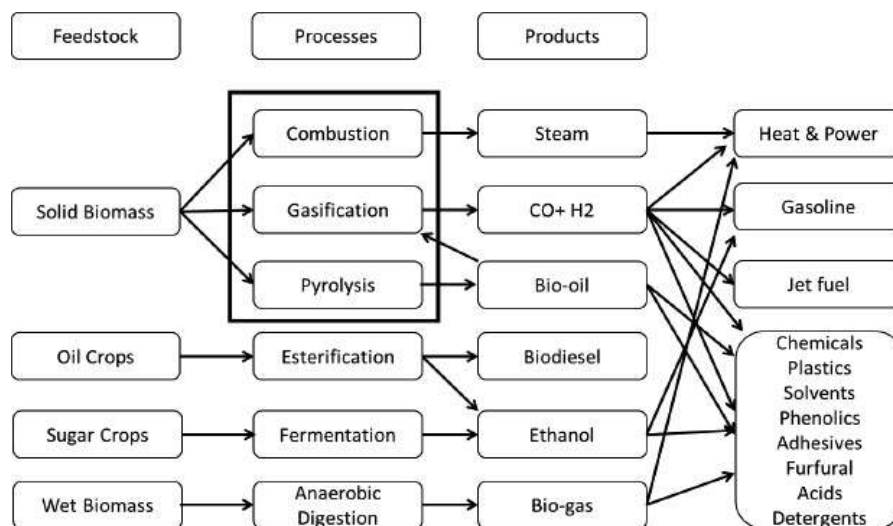 Feedstock
Processes
Products
Combustion
Steam
Heat & Power
Solid Biomass
Gasification
CO+ H2
Gasoline
Pyrolysis
Bio-oil
Jet fuel
Oil Crops
Esterification
Biodiesel
Chemicals
Plastics
Solvents
Phenolics
Adhesives
Furfural
Acids
Detergents
Sugar Crops
Fermentation
Ethanol
Wet Biomass
Anaerobic
Digestion
Bio-gas